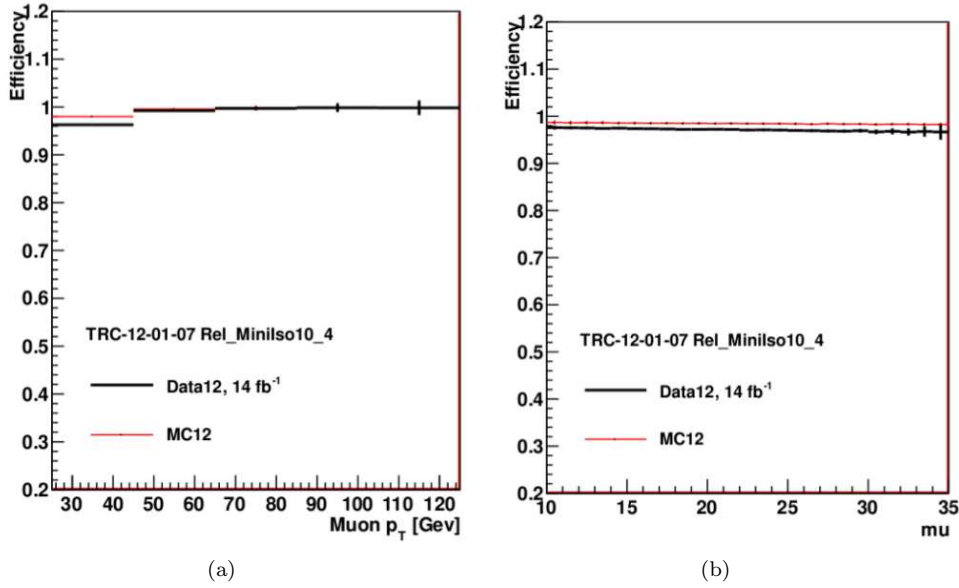 Efficiency
1.2
1.1
1
0.9
0.8
0.7
0.6
0.5
0.4
0.3
0.2
TRC-12-01-07 Rel_MiniIso10_4
Data12, 14 fb-1
MC12
30 40 50 60 70 80 90 100 110 120
Muon pT [Gev]
(a)
Efficiency
1.2
1.1
1
0.9
0.8
0.7
0.6
0.5
0.4
0.3
0.2
TRC-12-01-07 Rel_MiniIso10_4
Data12, 14 fb-1
MC12
10 15 20 25 30 35
mu
(b)